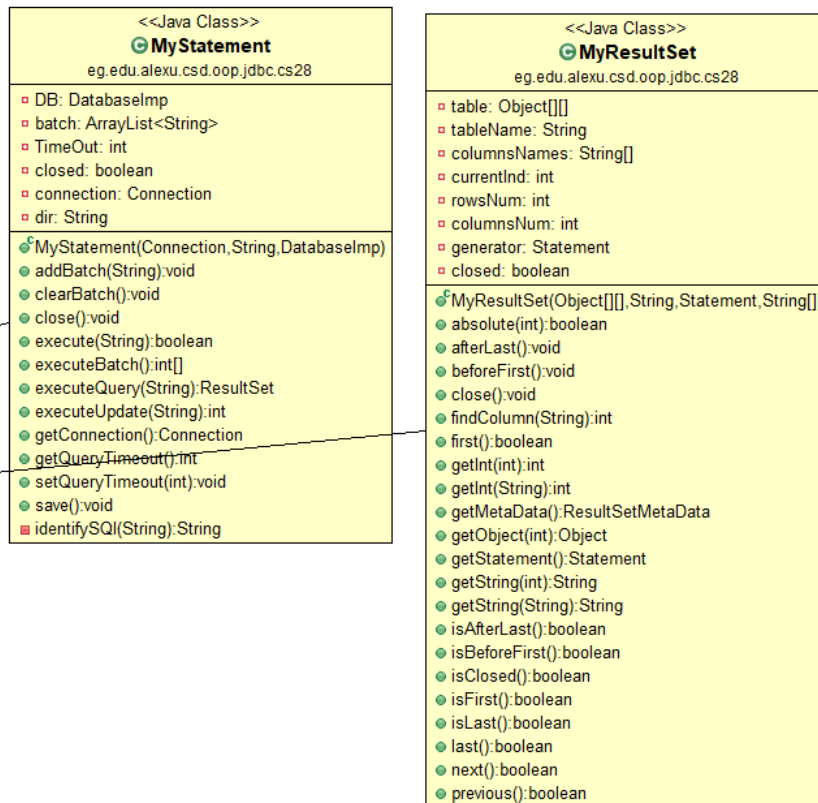 <<Java Class>>
MyStatement
eg.edu.alexu.csd.oop.jdbc.cs28
DB: DatabaseImp
batch: ArrayList<String>
TimeOut: int
closed: boolean
connection: Connection
dir: String
MyStatement(Connection,String,DatabaseImp)
addBatch(String):void
clearBatch():void
close():void
execute(String):boolean
executeBatch():int[]
executeQuery(String):ResultSet
executeUpdate(String):int
getConnection():Connection
getQueryTimeout():int
setQueryTimeout(int):void
save():void
identifySQl(String):String
<<Java Class>>
MyResultSet
eg.edu.alexu.csd.oop.jdbc.cs28
table: Object[][]
tableName: String
columnsNames: String[]
currentInd: int
rowsNum: int
columnsNum: int
generator: Statement
closed: boolean
MyResultSet(Object[][],String,Statement,String[]
absolute(int):boolean
afterLast():void
beforeFirst():void
close():void
findColumn(String):int
first():boolean
getInt(int):int
getInt(String):int
getMetaData():ResultSetMetaData
getObject(int):Object
getStatement():Statement
getString(int):String
getString(String):String
isAfterLast():boolean
isBeforeFirst():boolean
isClosed():boolean
isFirst():boolean
isLast():boolean
last():boolean
next():boolean
previous():boolean